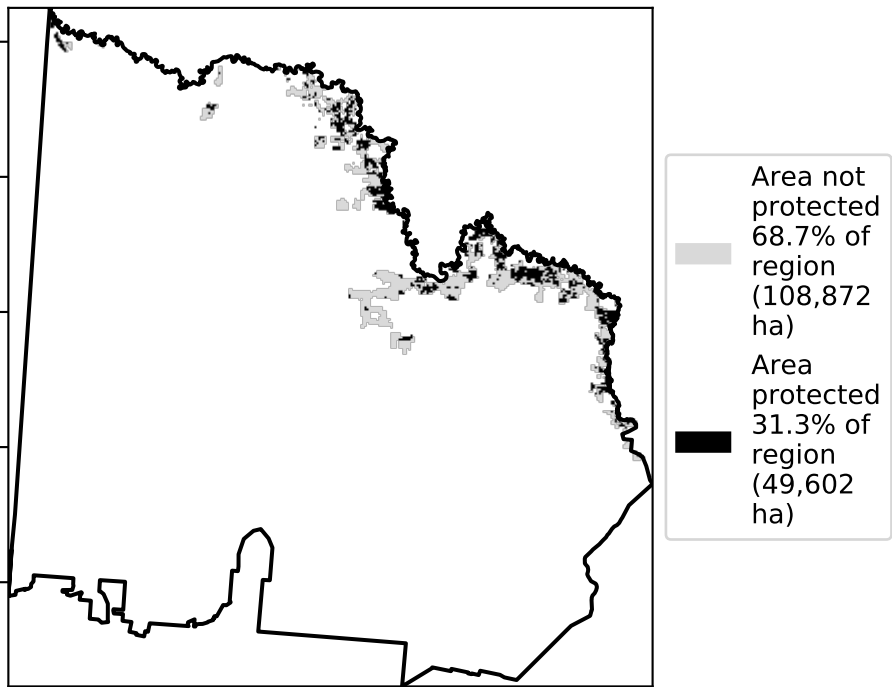 Area not
protected
68.7% of
region
(108,872
ha)
Area
protected
31.3% of
region
(49,602
ha)